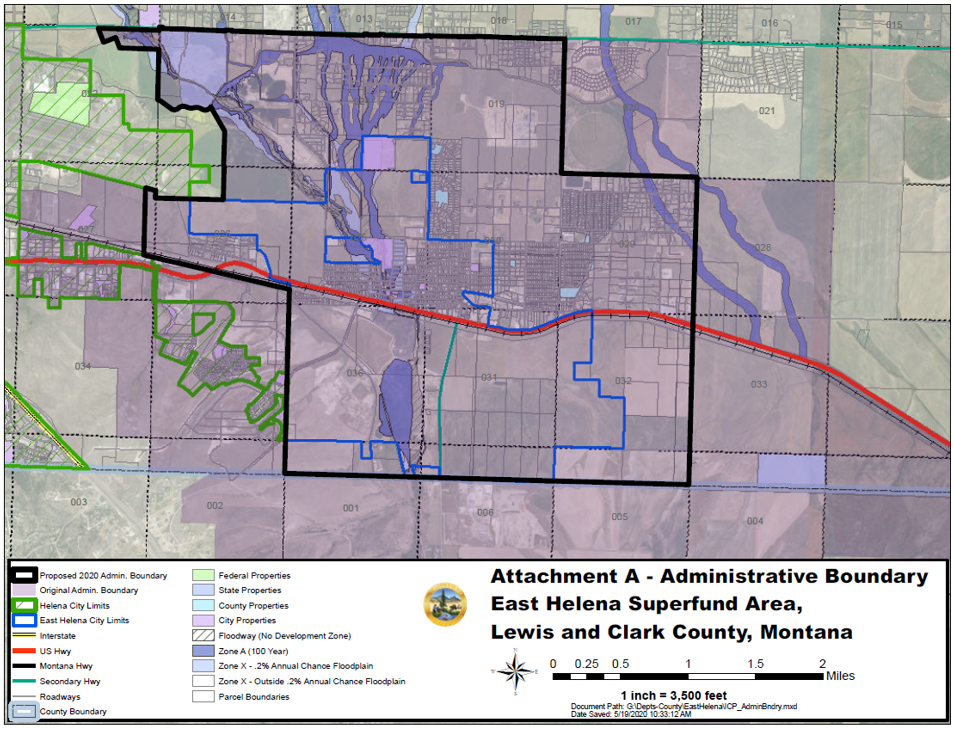 014
013
018
017
016
015
019
021
027
028
034
036
031
032
033
003
002
001
006
005
004
Proposed 2020 Admin. Boundary
Original Admin. Boundary
Helena City Limits
East Helena City Limits
Interstate
US Hwy
Montana Hwy
Secondary Hwy
Roadways
County Boundary
Federal Properties
State Properties
County Properties
City Properties
Floodway (No Development Zone)
Zone A (100 Year)
Zone X - .2% Annual Chance Floodplain
Zone X - Outside .2% Annual Chance Floodplain
Parcel Boundaries
Attachment A - Administrative Boundary
East Helena Superfund Area,
Lewis and Clark County, Montana
N
W E
S
0 0.25 0.5 1 1.5 2
Miles
1 inch = 3,500 feet
Document Path: G:\Depts-County\EastHelena\ICP_AdminBndry.mxd
Date Saved: 5/19/2020 10:33:12 AM